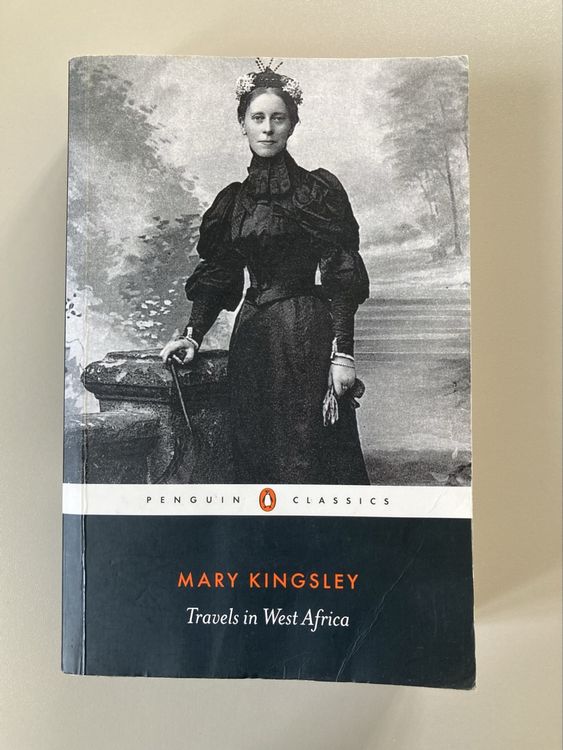 PENGUIN CLASSICS
MARY KINGSLEY
Travels in West Africa